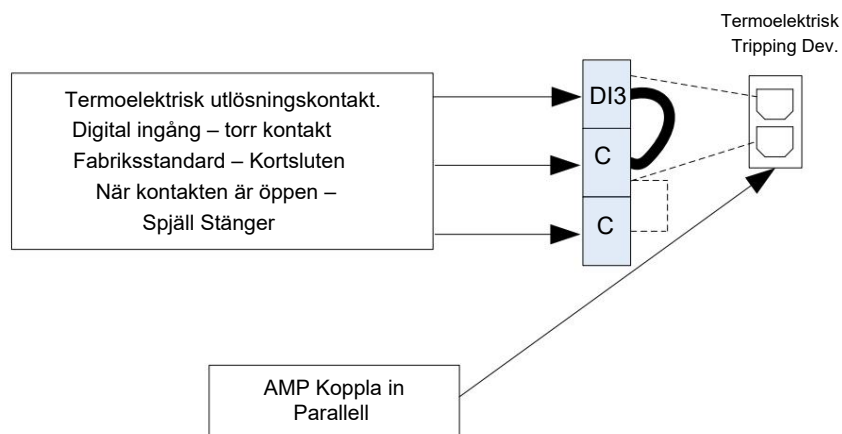 Termoelektrisk
Tripping Dev.
Termoelektrisk utlösningskontakt.
Digital ingång – torr kontakt
Fabriksstandard – Kortsluten
När kontakten är öppen –
Spjäll Stänger
DI3
C
C
AMP Koppla in
Parallell